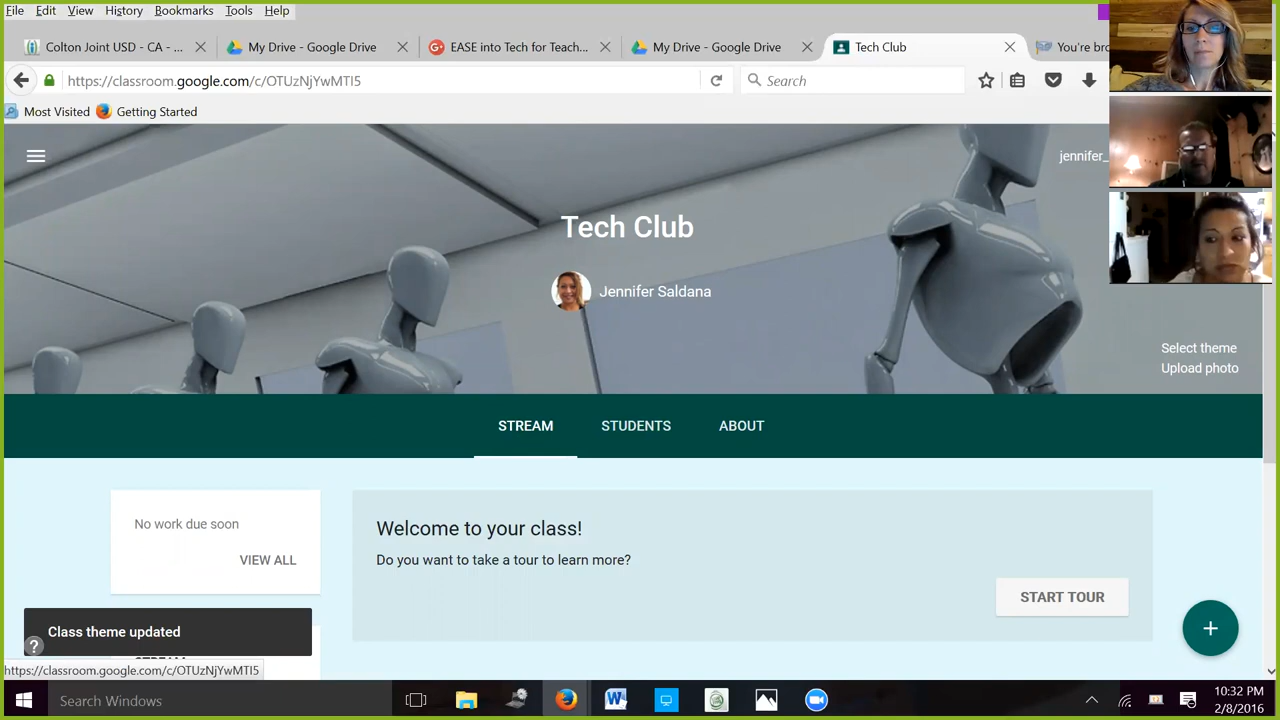 File Edit View History Bookmarks Tools Help
Colton Joint USD - CA - ... My Drive - Google Drive EASE into Tech for Teach... My Drive - Google Drive Tech Club You're bro
https://classroom.google.com/c/OTUzNjYwMTI5 Search
Most Visited Getting Started
jennifer_
Tech Club
Jennifer Saldana
Select theme
Upload photo
STREAM STUDENTS ABOUT
No work due soon
VIEW ALL
Welcome to your class!
Do you want to take a tour to learn more?
START TOUR
Class theme updated
?
STREAM
https://classroom.google.com/c/OTUzNjYwMTI5
Search Windows
10:32 PM
2/8/2016